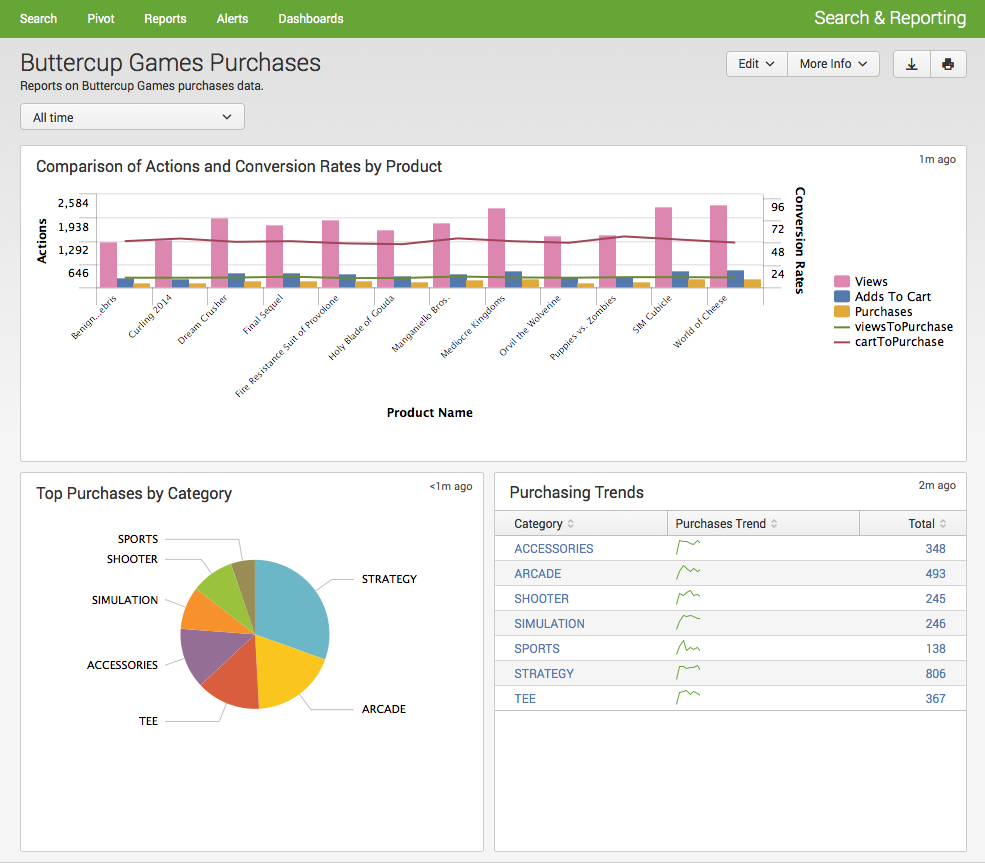 Search Pivot Reports Alerts Dashboards Search & Reporting
Buttercup Games Purchases
Edit More Info
Reports on Buttercup Games purchases data.
All time
Comparison of Actions and Conversion Rates by Product
1m ago
Actions
2,584
1,938
1,292
646
Conversion Rates
96
72
48
24
Benign...ebris
Curling 2014
Dream Crusher
Final Sequel
Fire Resistance Suit of Provolone
Holy Blade of Gouda
Manganiello Bros.
Mediocre Kingdoms
Orvil the Wolverine
Puppies vs. Zombies
SIM Cubicle
World of Cheese
Product Name
Views
Adds To Cart
Purchases
viewsToPurchase
cartToPurchase
Top Purchases by Category
<1m ago
SPORTS
SHOOTER
SIMULATION
ACCESSORIES
TEE
STRATEGY
ARCADE
Purchasing Trends
2m ago
Category Purchases Trend Total
ACCESSORIES 348
ARCADE 493
SHOOTER 245
SIMULATION 246
SPORTS 138
STRATEGY 806
TEE 367